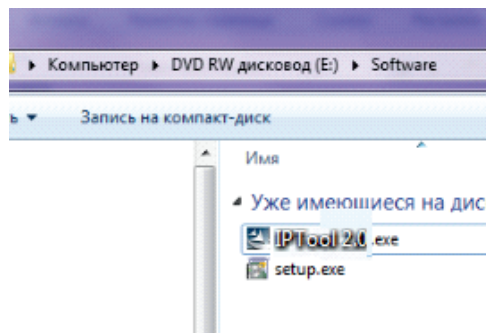 Компьютер ▸ DVD RW дисковод (E:) ▸ Software
ь ▾ Запись на компакт-диск
Имя
Уже имеющиеся на дис
IPTool 2.0 .exe
setup.exe